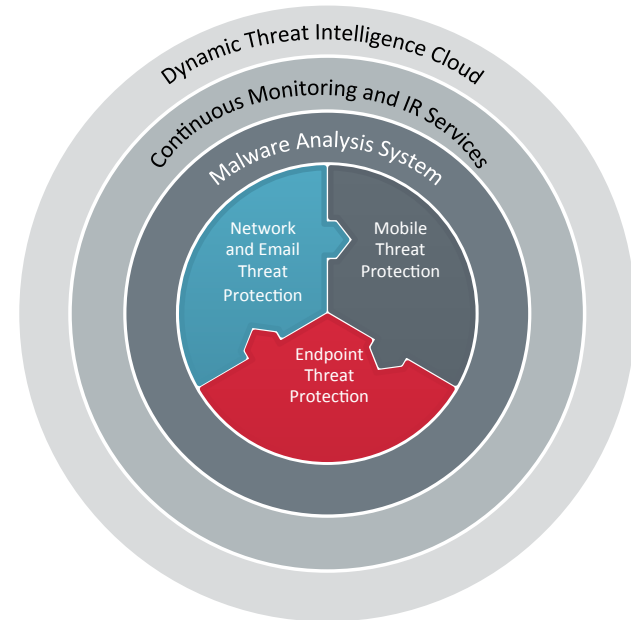 Dynamic Threat Intelligence Cloud
Continuous Monitoring and IR Services
Malware Analysis System
Network
and Email
Threat
Protection
Mobile
Threat
Protection
Endpoint
Threat
Protection